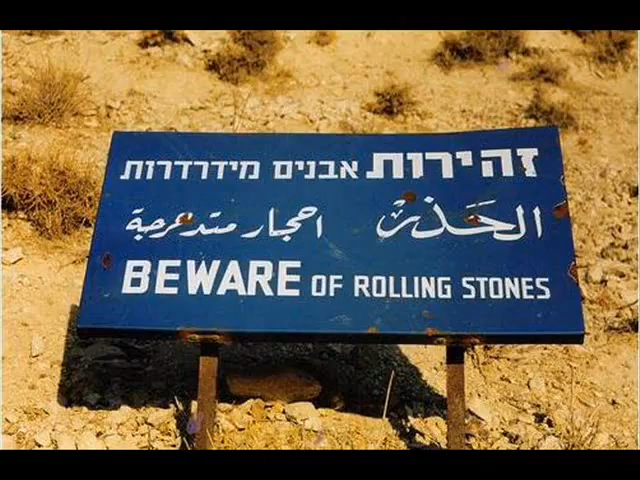 זהירות אבנים מידרדרות
الحذر احجار متدحرجة
BEWARE OF ROLLING STONES